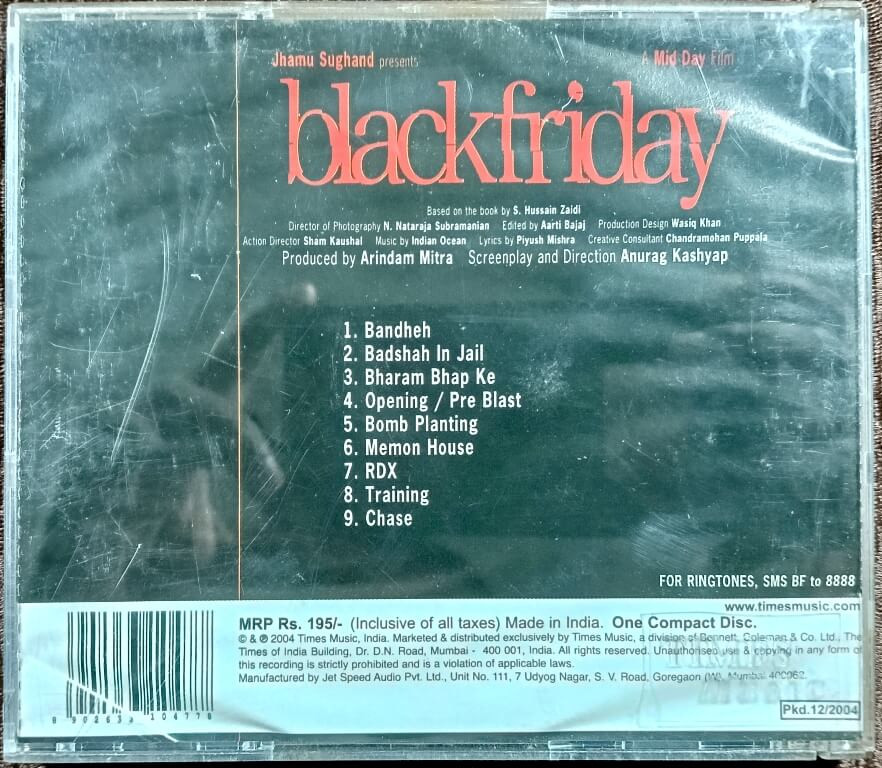 Jhamu Sughand presents A Mid Day Film
blackfriday
Based on the book by S. Hussain Zaidi
Director of Photography N. Nataraja Subramanian Edited by Aarti Bajaj Production Design Wasiq Khan
Action Director Sham Kaushal Music by Indian Ocean Lyrics by Piyush Mishra Creative Consultant Chandramohan Puppala
Produced by Arindam Mitra Screenplay and Direction Anurag Kashyap
1. Bandheh
2. Badshah In Jail
3. Bharam Bhap Ke
4. Opening / Pre Blast
5. Bomb Planting
6. Memon House
7. RDX
8. Training
9. Chase
FOR RINGTONES, SMS BF to 8888
www.timesmusic.com
MRP Rs. 195/- (Inclusive of all taxes) Made in India. One Compact Disc.
© & ℗ 2004 Times Music, India. Marketed & distributed exclusively by Times Music, a division of Bennett, Coleman & Co. Ltd., The
Times of India Building, Dr. D.N. Road, Mumbai - 400 001, India. All rights reserved. Unauthorised use & copying in any form of
this recording is strictly prohibited and is a violation of applicable laws.
Manufactured by Jet Speed Audio Pvt. Ltd., Unit No. 111, 7 Udyog Nagar, S. V. Road, Goregaon (W), Mumbai 400062.
Pkd.12/2004
TIMES MUSIC